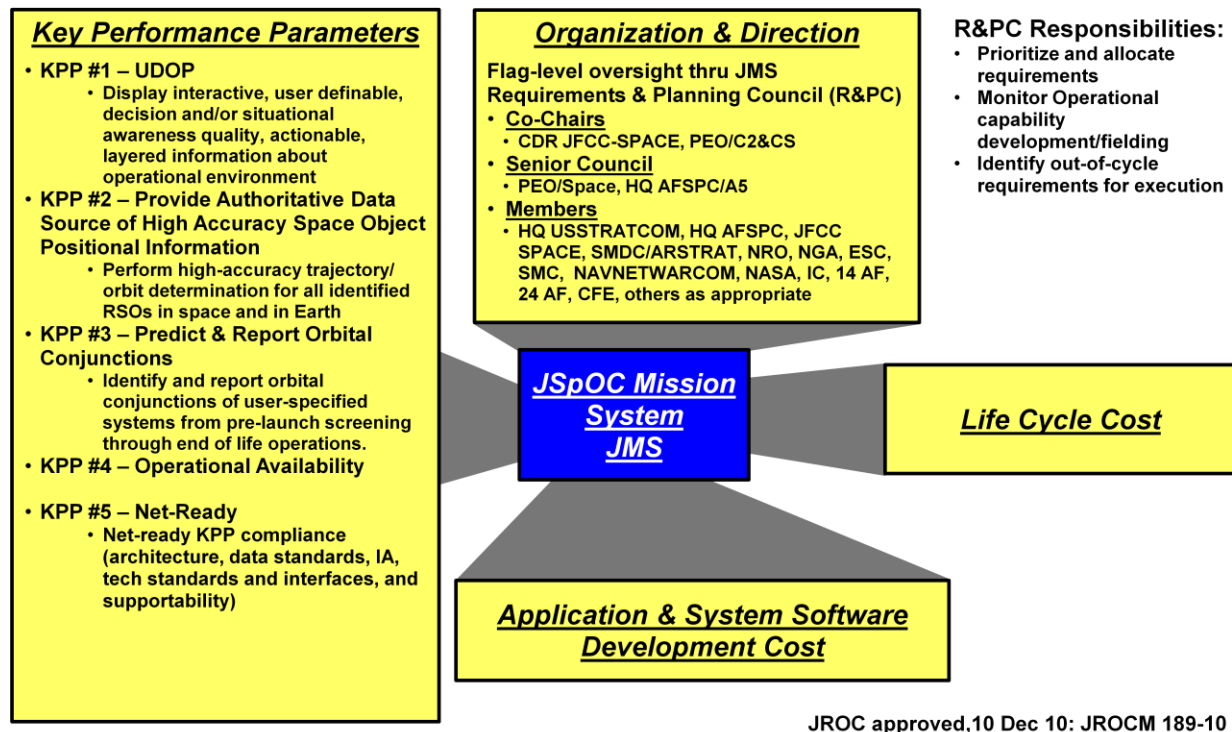 Key Performance Parameters
• KPP #1 – UDOP
• Display interactive, user definable,
decision and/or situational
awareness quality, actionable,
layered information about
operational environment
• KPP #2 – Provide Authoritative Data
Source of High Accuracy Space Object
Positional Information
• Perform high-accuracy trajectory/
orbit determination for all identified
RSOs in space and in Earth
• KPP #3 – Predict & Report Orbital
Conjunctions
• Identify and report orbital
conjunctions of user-specified
systems from pre-launch screening
through end of life operations.
• KPP #4 – Operational Availability
• KPP #5 – Net-Ready
• Net-ready KPP compliance
(architecture, data standards, IA,
tech standards and interfaces, and
supportability)
Organization & Direction
Flag-level oversight thru JMS
Requirements & Planning Council (R&PC)
• Co-Chairs
• CDR JFCC-SPACE, PEO/C2&CS
• Senior Council
• PEO/Space, HQ AFSPC/A5
• Members
• HQ USSTRATCOM, HQ AFSPC, JFCC
SPACE, SMDC/ARSTRAT, NRO, NGA, ESC,
SMC, NAVNETWARCOM, NASA, IC, 14 AF,
24 AF, CFE, others as appropriate
R&PC Responsibilities:
• Prioritize and allocate
requirements
• Monitor Operational
capability
development/fielding
• Identify out-of-cycle
requirements for execution
JSpOC Mission
System
JMS
Life Cycle Cost
Application & System Software
Development Cost
JROC approved,10 Dec 10: JROCM 189-10